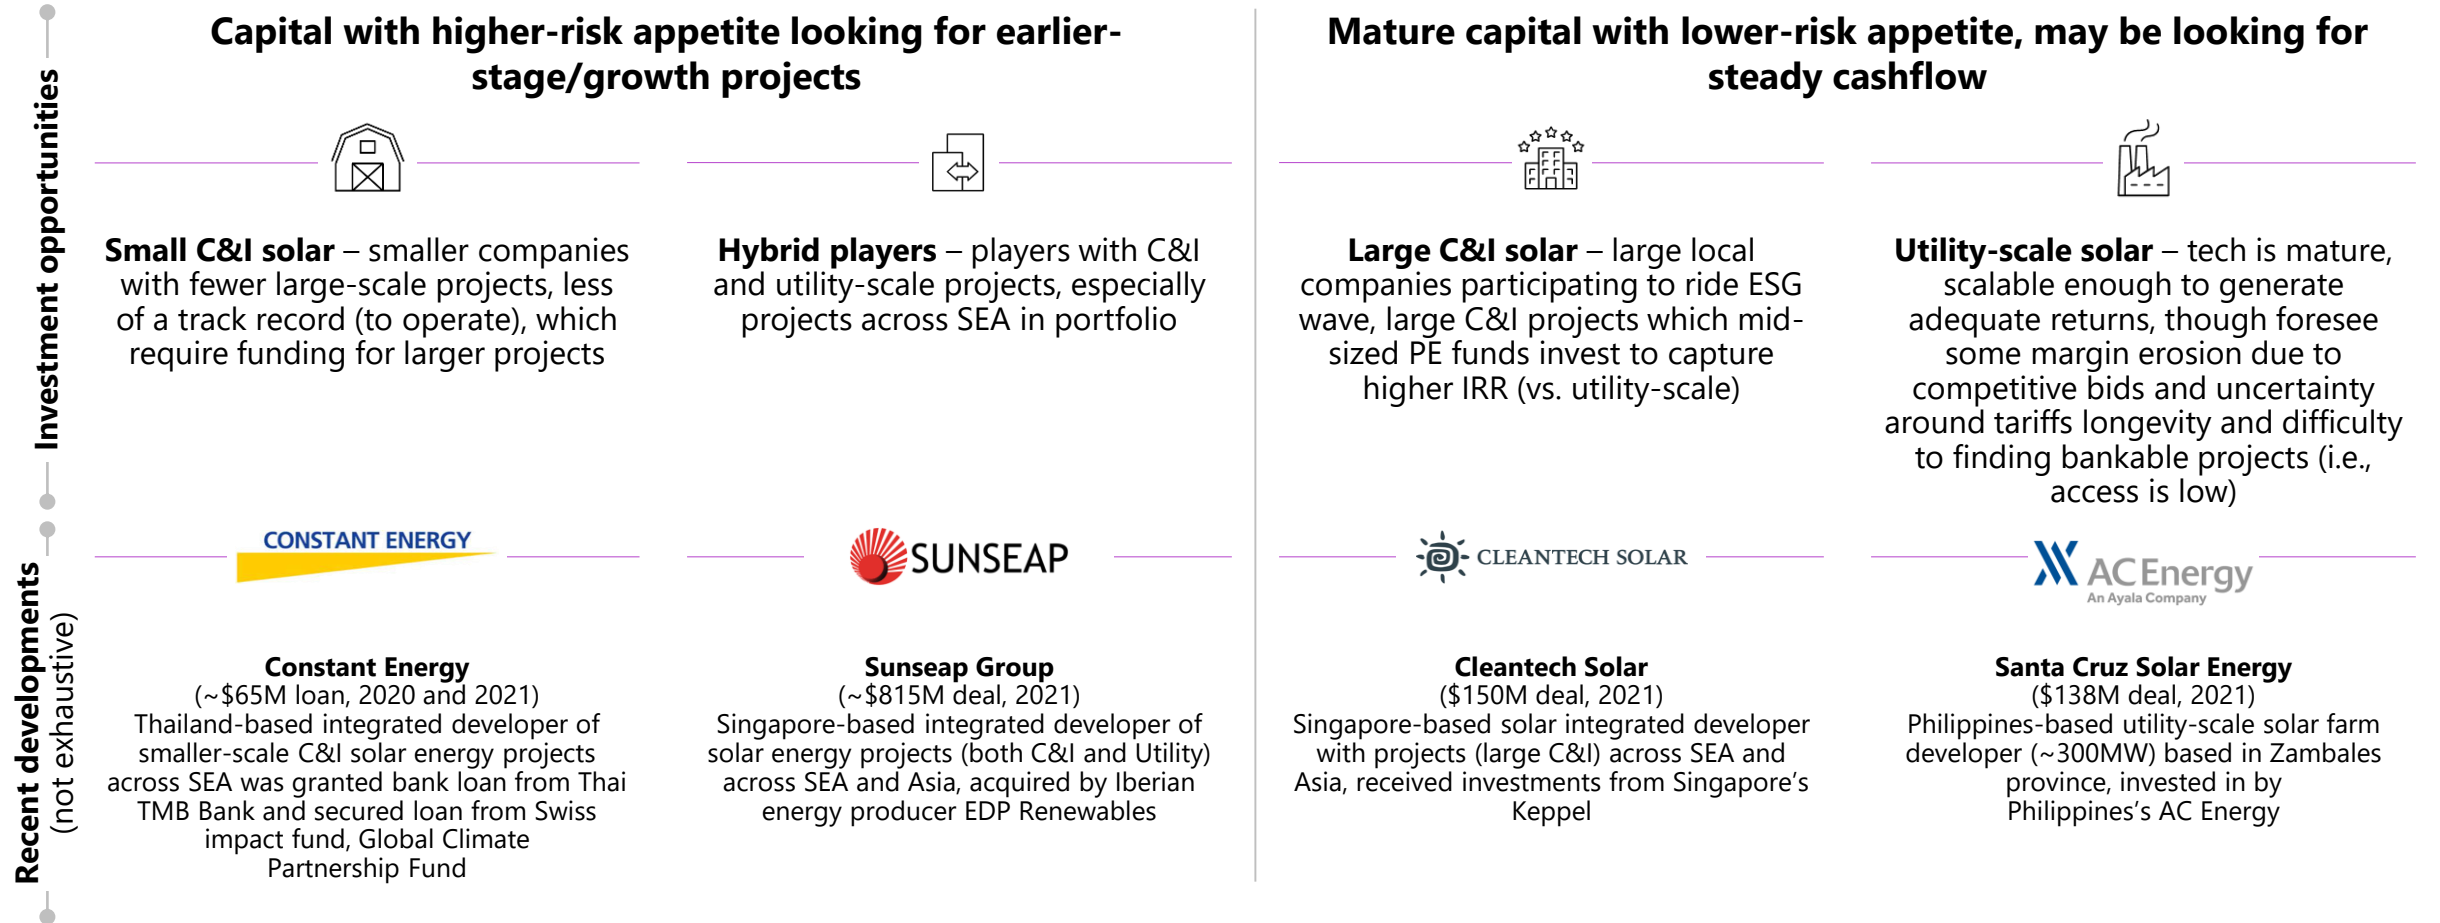 Investment opportunities
Capital with higher-risk appetite looking for earlier-
stage/growth projects
Small C&I solar – smaller companies
with fewer large-scale projects, less
of a track record (to operate), which
require funding for larger projects
Hybrid players – players with C&I
and utility-scale projects, especially
projects across SEA in portfolio
Mature capital with lower-risk appetite, may be looking for
steady cashflow
Large C&I solar – large local
companies participating to ride ESG
wave, large C&I projects which mid-
sized PE funds invest to capture
higher IRR (vs. utility-scale)
Utility-scale solar – tech is mature,
scalable enough to generate
adequate returns, though foresee
some margin erosion due to
competitive bids and uncertainty
around tariffs longevity and difficulty
to finding bankable projects (i.e.,
access is low)
Recent developments
(not exhaustive)
CONSTANT ENERGY
Constant Energy
(~$65M loan, 2020 and 2021)
Thailand-based integrated developer of
smaller-scale C&I solar energy projects
across SEA was granted bank loan from Thai
TMB Bank and secured loan from Swiss
impact fund, Global Climate
Partnership Fund
SUNSEAP
Sunseap Group
(~$815M deal, 2021)
Singapore-based integrated developer of
solar energy projects (both C&I and Utility)
across SEA and Asia, acquired by Iberian
energy producer EDP Renewables
CLEANTECH SOLAR
Cleantech Solar
($150M deal, 2021)
Singapore-based solar integrated developer
with projects (large C&I) across SEA and
Asia, received investments from Singapore’s
Keppel
AC Energy
An Ayala Company
Santa Cruz Solar Energy
($138M deal, 2021)
Philippines-based utility-scale solar farm
developer (~300MW) based in Zambales
province, invested in by
Philippines’s AC Energy